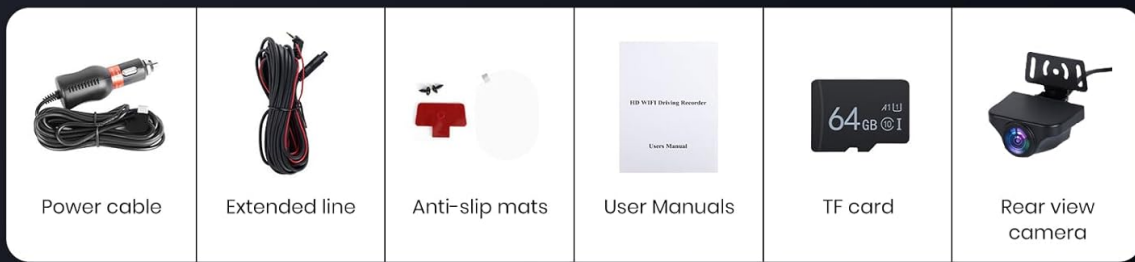 HD WIFI Driving Recorder
Users Manual
64GB A1 U1 10 I
Power cable
Extended line
Anti-slip mats
User Manuals
TF card
Rear view
camera